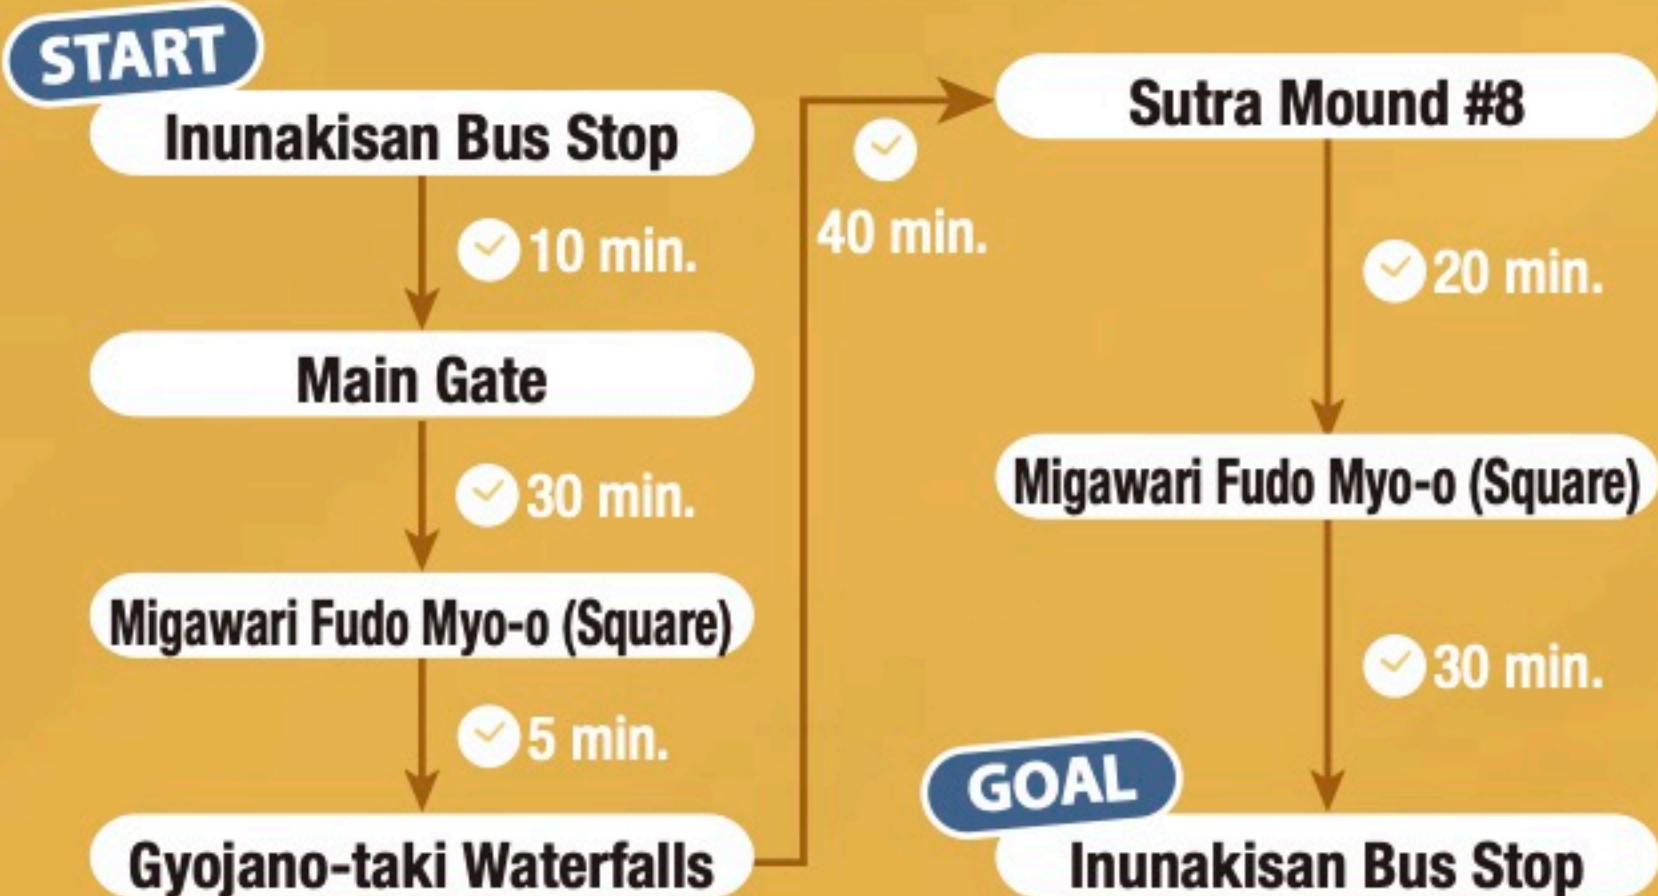 START
Inunakisan Bus Stop
10 min.
Main Gate
30 min.
Migawari Fudo Myo-o (Square)
5 min.
Gyojano-taki Waterfalls
40 min.
Sutra Mound #8
20 min.
Migawari Fudo Myo-o (Square)
30 min.
GOAL
Inunakisan Bus Stop